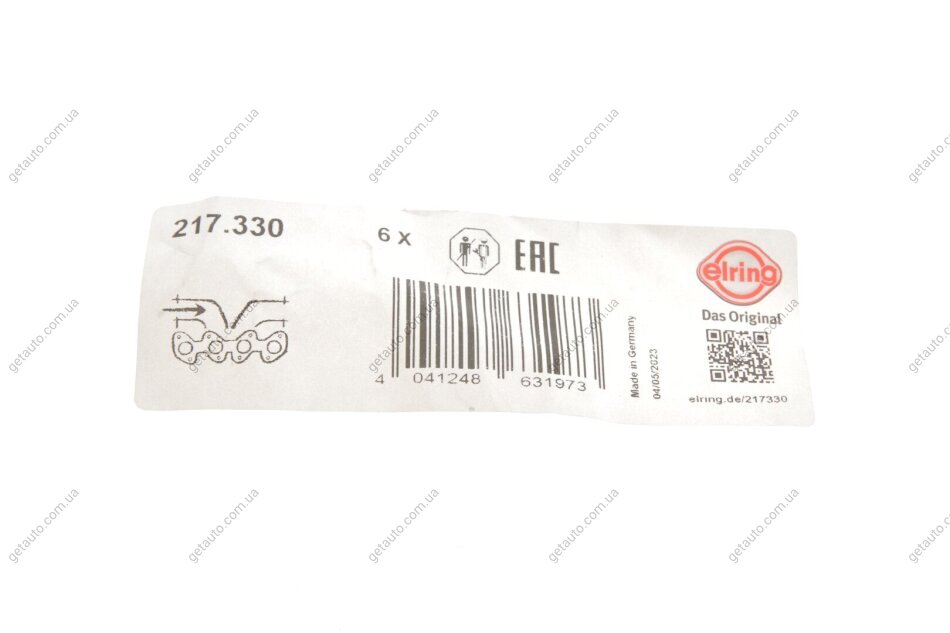 217.330
6 x
EAC
elring
Das Original
4 041248 631973
Made in Germany
04/05/2023
elring.de/217330
getauto.com.ua